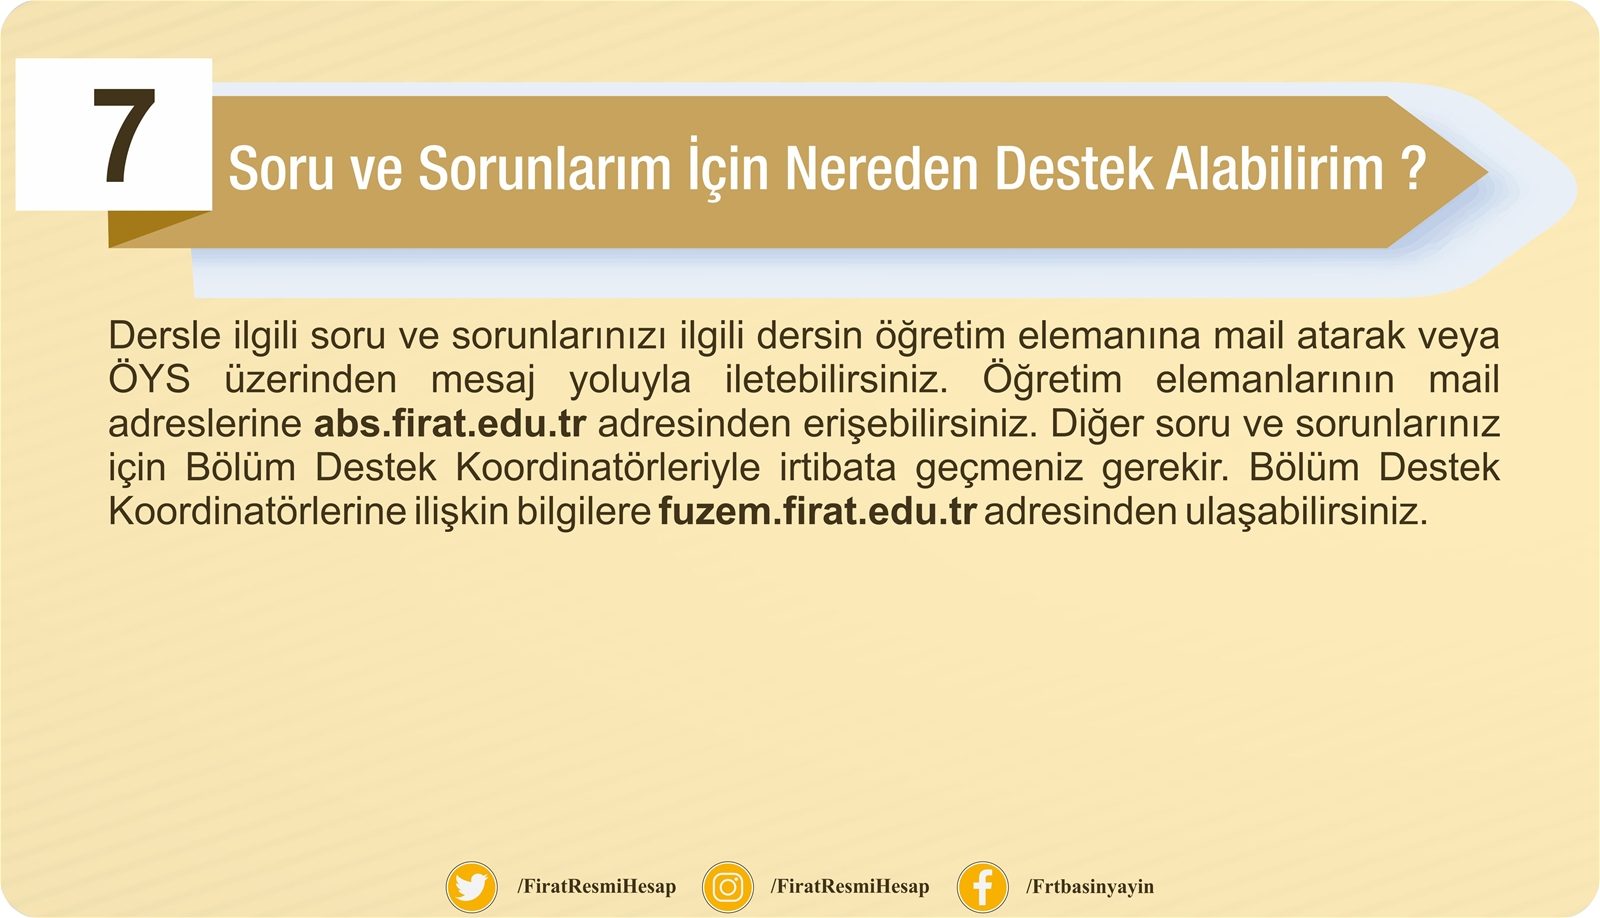 7
Soru ve Sorunlarım İçin Nereden Destek Alabilirim ?
Dersle ilgili soru ve sorunlarınızı ilgili dersin öğretim elemanına mail atarak veya
ÖYS üzerinden mesaj yoluyla iletebilirsiniz. Öğretim elemanlarının mail
adreslerine abs.firat.edu.tr adresinden erişebilirsiniz. Diğer soru ve sorunlarınız
için Bölüm Destek Koordinatörleriyle irtibata geçmeniz gerekir. Bölüm Destek
Koordinatörlerine ilişkin bilgilere fuzem.firat.edu.tr adresinden ulaşabilirsiniz.
/FiratResmiHesap /FiratResmiHesap /Frtbasinyayin